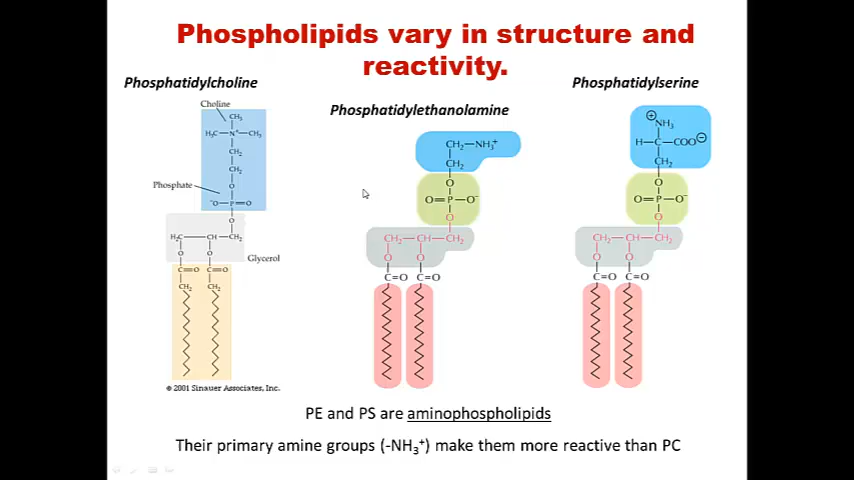 Phospholipids vary in structure and
reactivity.
Phosphatidylcholine
Phosphatidylethanolamine
Phosphatidylserine
Choline
CH₃
H₃C—N⁺—CH₃
CH₂
CH₂
Phosphate
O
⁻O—P=O
O
H₂C—CH—CH₂
O O
Glycerol
C=O C=O
CH₂ CH₂
© 2001 Sinauer Associates, Inc.
CH₂—NH₃⁺
CH₂
O
O=P—O⁻
O
CH₂—CH—CH₂
O O
C=O C=O
⊕
NH₃
H—C—COO⊖
CH₂
O
O=P—O⁻
O
CH₂—CH—CH₂
O O
C=O C=O
PE and PS are aminophospholipids
Their primary amine groups (-NH₃⁺) make them more reactive than PC